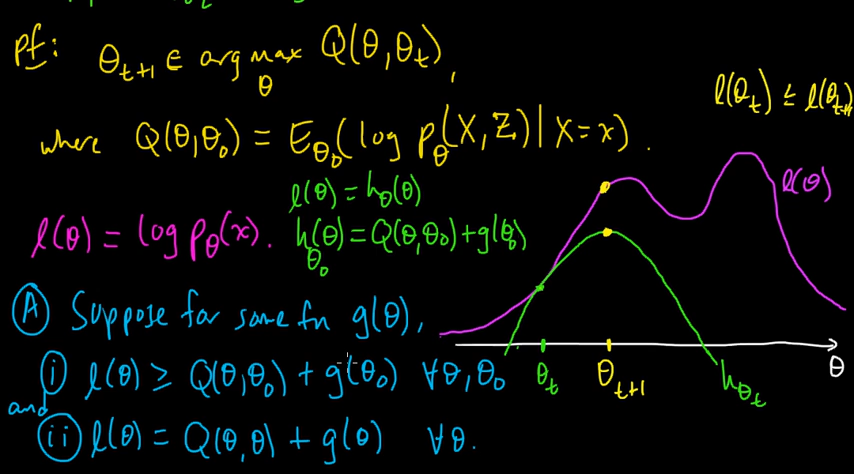 pf: θ_{t+1} ∈ arg max_θ Q(θ,θ_t),
l(θ_t) ≤ l(θ_{t+1})
where Q(θ,θ_0) = E_{θ_0}(log p_θ(X,Z) | X=x).
l(θ) = h_θ(θ)
l(θ)
l(θ) = log p_θ(x). h_{θ_0}(θ) = Q(θ,θ_0)+g(θ_0)
Ⓐ Suppose for some fn g(θ),
ⓘ l(θ) ≥ Q(θ,θ_0) + g(θ_0) ∀θ,θ_0
θ_t θ_{t+1} h_{θ_t} θ
and
ⓘⓘ l(θ) = Q(θ,θ) + g(θ) ∀θ.